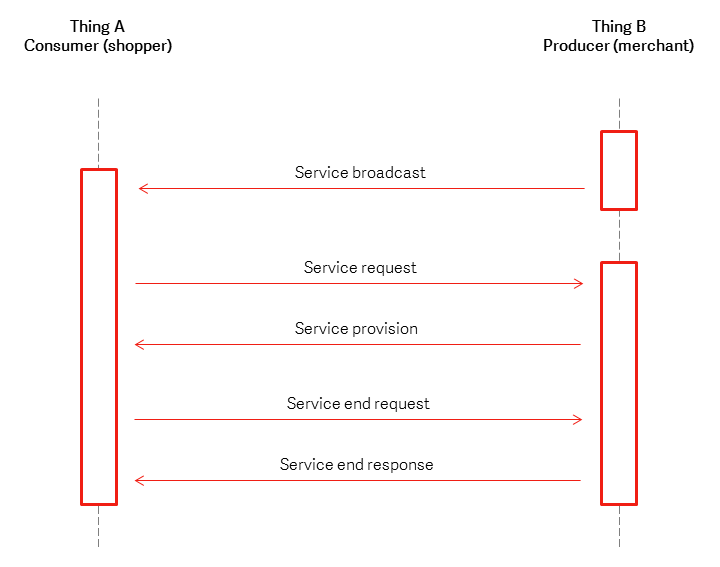 Thing A
Consumer (shopper)
Thing B
Producer (merchant)
Service broadcast
Service request
Service provision
Service end request
Service end response